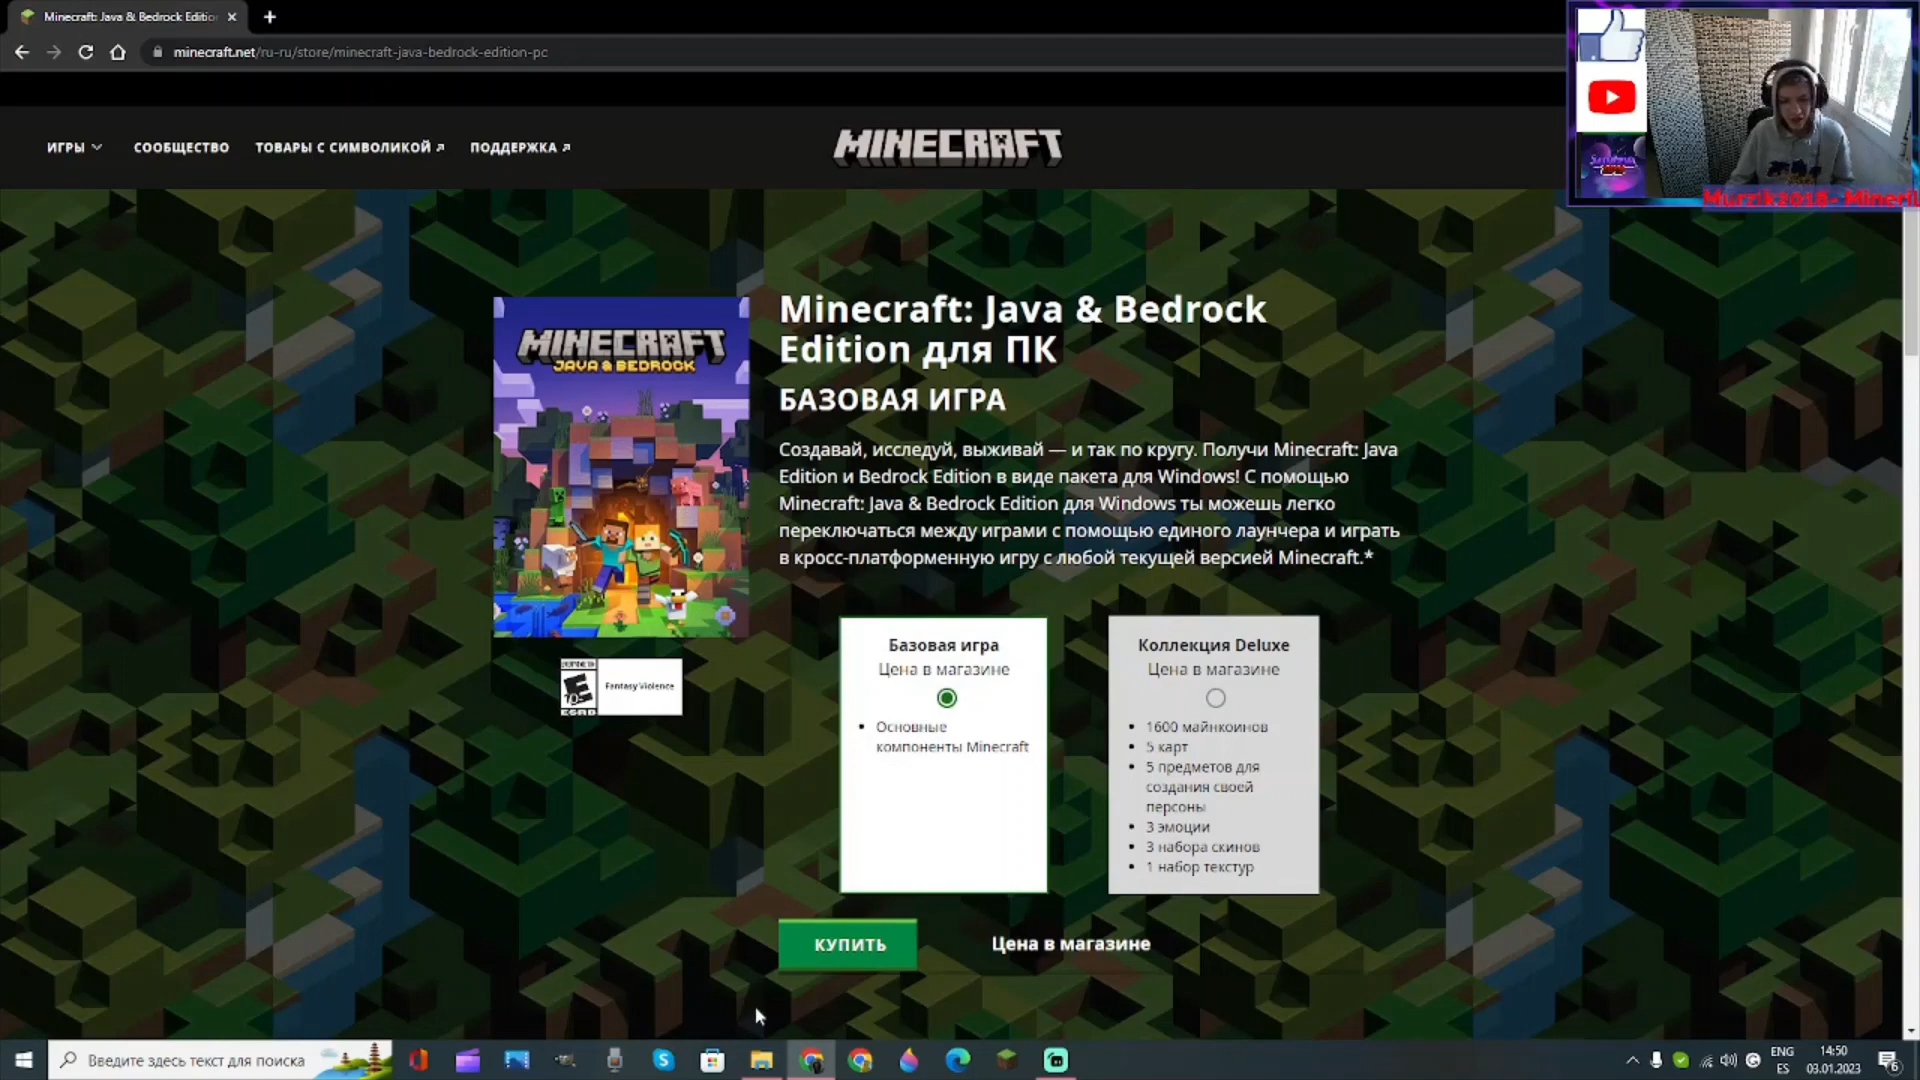 Minecraft: Java & Bedrock Editio
minecraft.net/ru-ru/store/minecraft-java-bedrock-edition-pc
ИГРЫ
СООБЩЕСТВО
ТОВАРЫ С СИМВОЛИКОЙ
ПОДДЕРЖКА
MINECRAFT
Murzik2018- Mineril
MINECRAFT
JAVA & BEDROCK
Minecraft: Java & Bedrock
Edition для ПК
БАЗОВАЯ ИГРА
Создавай, исследуй, выживай — и так по кругу. Получи Minecraft: Java
Edition и Bedrock Edition в виде пакета для Windows! С помощью
Minecraft: Java & Bedrock Edition для Windows ты можешь легко
переключаться между играми с помощью единого лаунчера и играть
в кросс-платформенную игру с любой текущей версией Minecraft.*
E
Fantasy Violence
ESRB
Базовая игра
Цена в магазине
Основные
компоненты Minecraft
Коллекция Deluxe
Цена в магазине
1600 майнкоинов
5 карт
5 предметов для
создания своей
персоны
3 эмоции
3 набора скинов
1 набор текстур
КУПИТЬ
Цена в магазине
Введите здесь текст для поиска
ENG
ES
14:50
03.01.2023
6